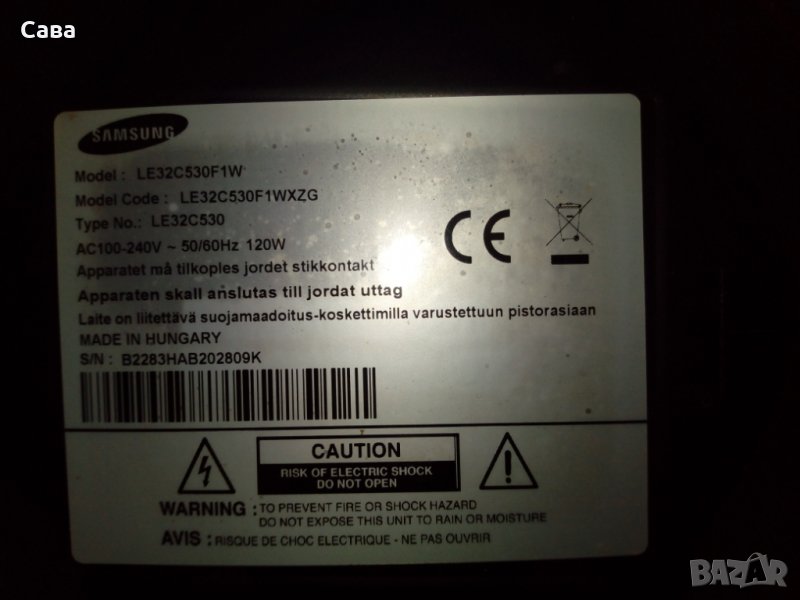 Сава
SAMSUNG
Model : LE32C530F1W
Model Code : LE32C530F1WXZG
Type No.: LE32C530
AC100-240V ~ 50/60Hz 120W
Apparatet må tilkoples jordet stikkontakt
Apparaten skall anslutas till jordat uttag
Laite on liitettävä suojamaadoitus-koskettimilla varustettuun pistorasiaan
MADE IN HUNGARY
S/N : B2283HAB202809K
CE
CAUTION
RISK OF ELECTRIC SHOCK
DO NOT OPEN
WARNING : TO PREVENT FIRE OR SHOCK HAZARD
DO NOT EXPOSE THIS UNIT TO RAIN OR MOISTURE
AVIS : RISQUE DE CHOC ELECTRIQUE - NE PAS OUVRIR
BAZAR